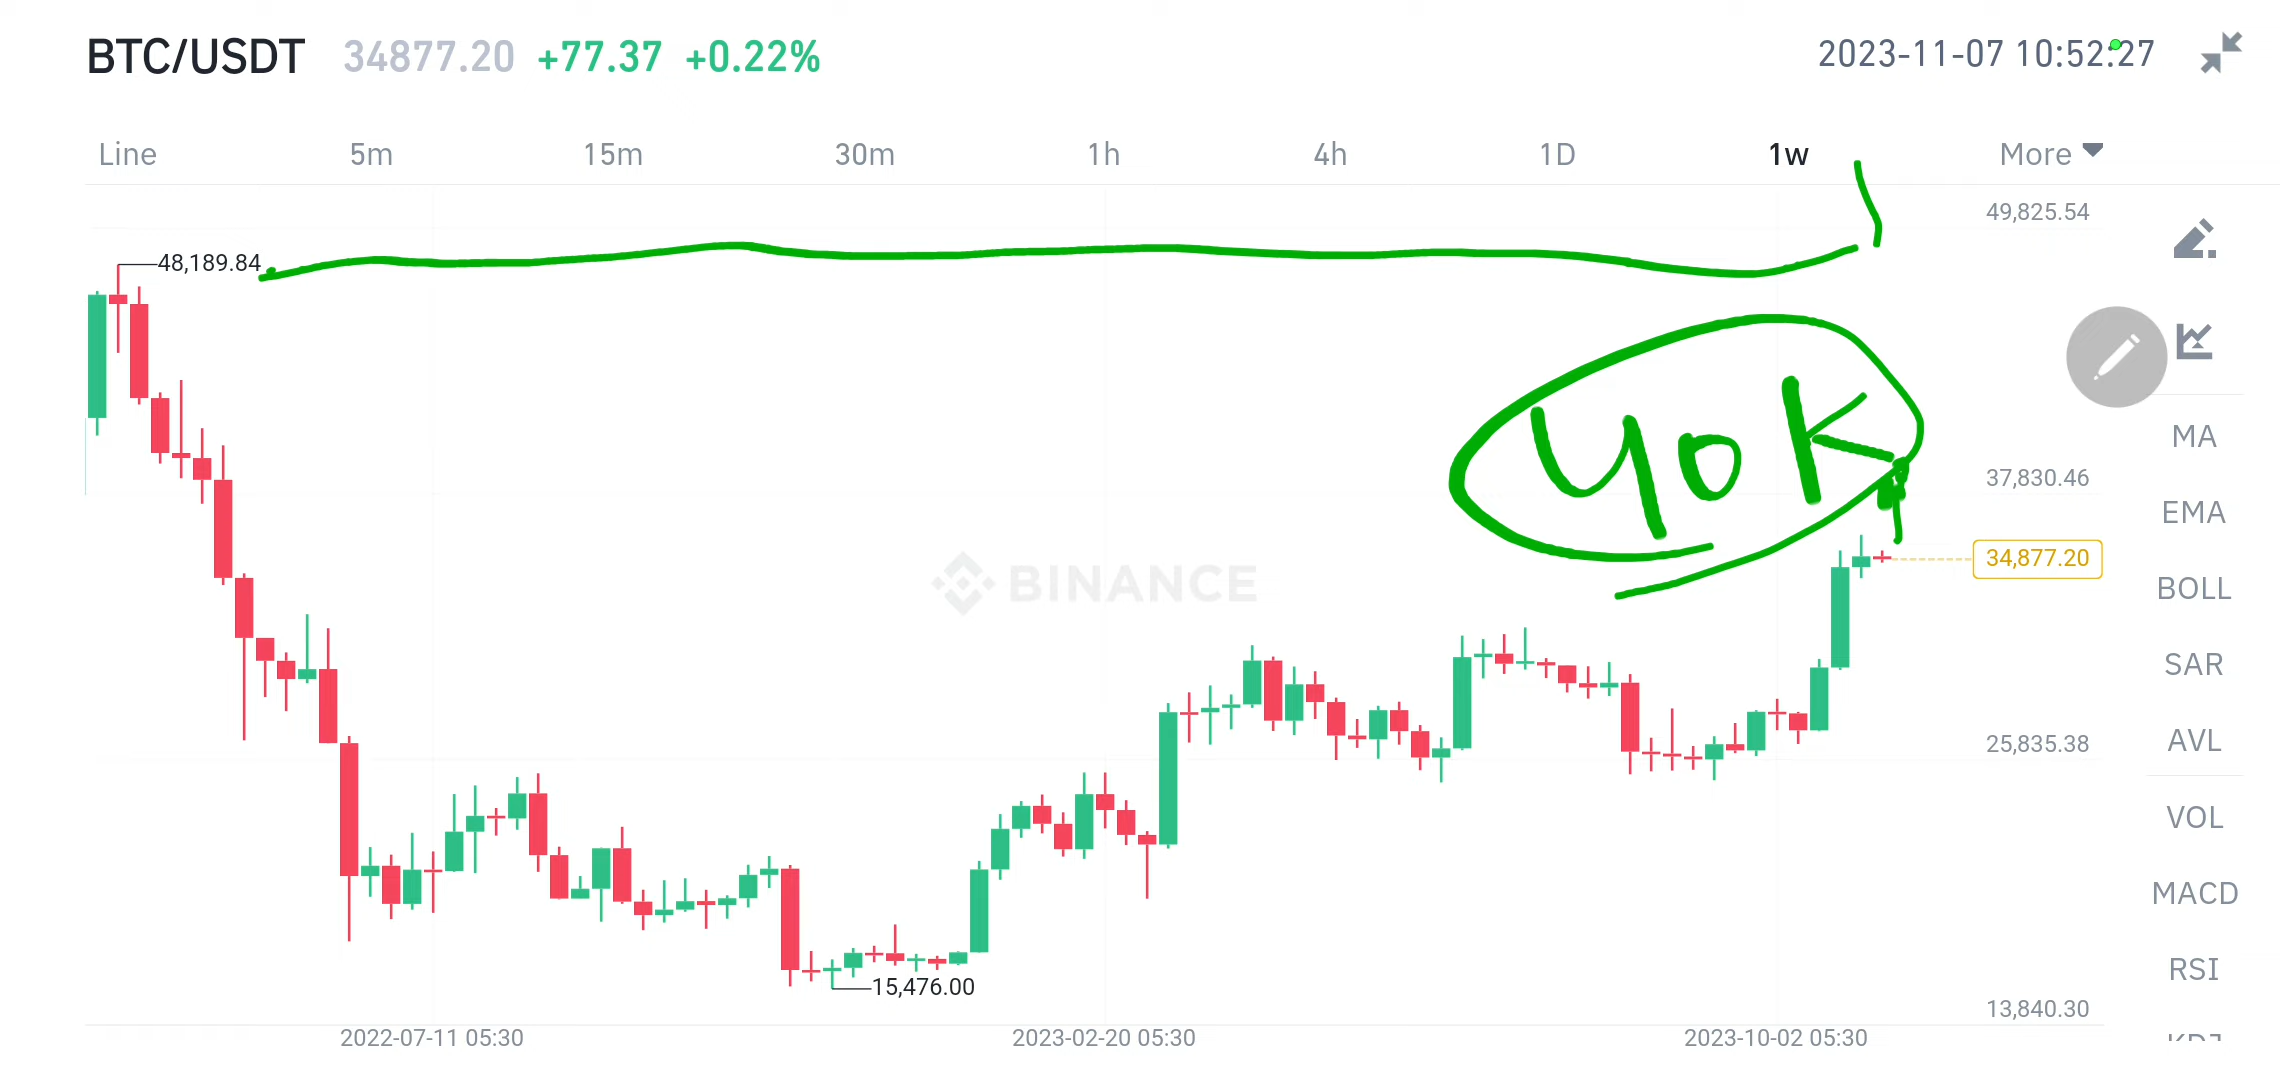 BTC/USDT 34877.20 +77.37 +0.22% 2023-11-07 10:52:27
Line 5m 15m 30m 1h 4h 1D 1w More
49,825.54
48,189.84
40K
MA
37,830.46
EMA
34,877.20
BINANCE
BOLL
SAR
25,835.38
AVL
VOL
MACD
RSI
15,476.00
13,840.30
2022-07-11 05:30 2023-02-20 05:30 2023-10-02 05:30